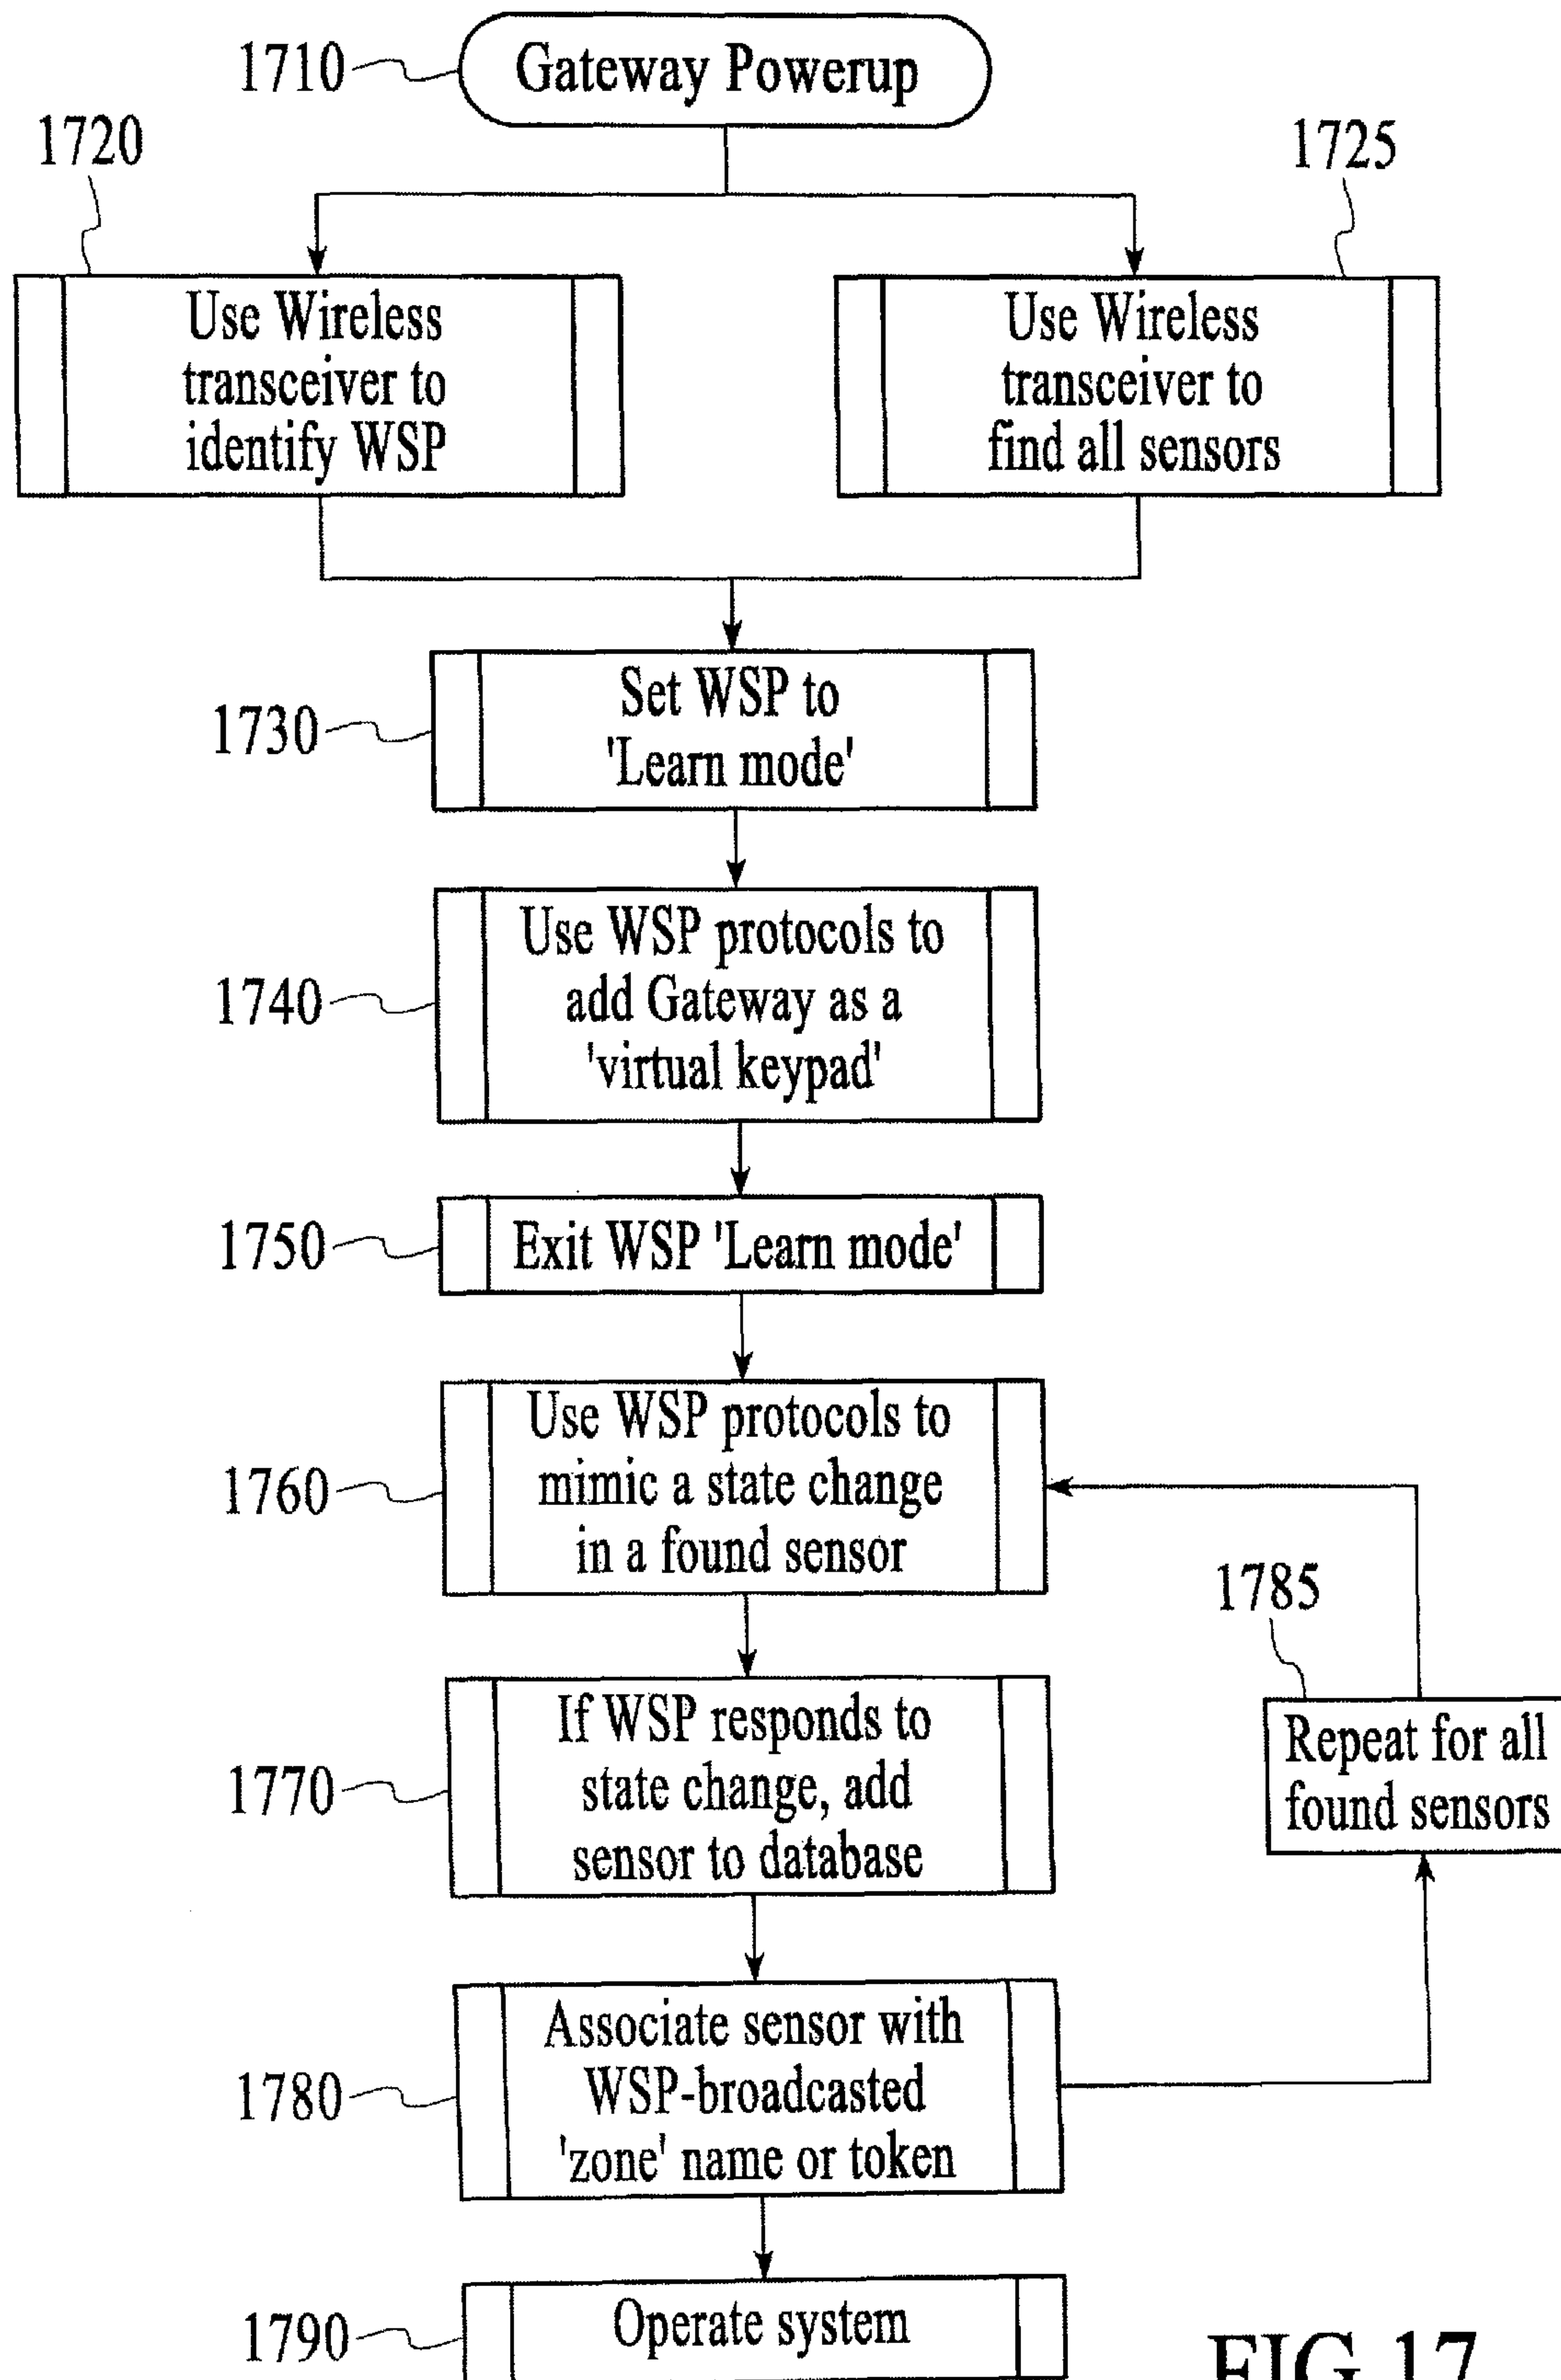 1710
Gateway Powerup
1720
1725
Use Wireless
transceiver to
identify WSP
Use Wireless
transceiver to
find all sensors
1730
Set WSP to
'Learn mode'
1740
Use WSP protocols to
add Gateway as a
'virtual keypad'
1750
Exit WSP 'Learn mode'
1760
Use WSP protocols to
mimic a state change
in a found sensor
1785
Repeat for all
found sensors
1770
If WSP responds to
state change, add
sensor to database
1780
Associate sensor with
WSP-broadcasted
'zone' name or token
1790
Operate system
FIG 17